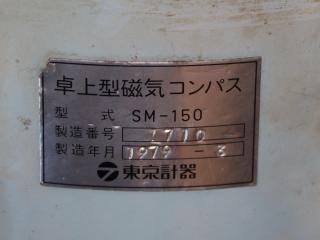 卓上型磁気コンパス
型式 SM-150
製造番号 1710
製造年月 1979-3
東京計器